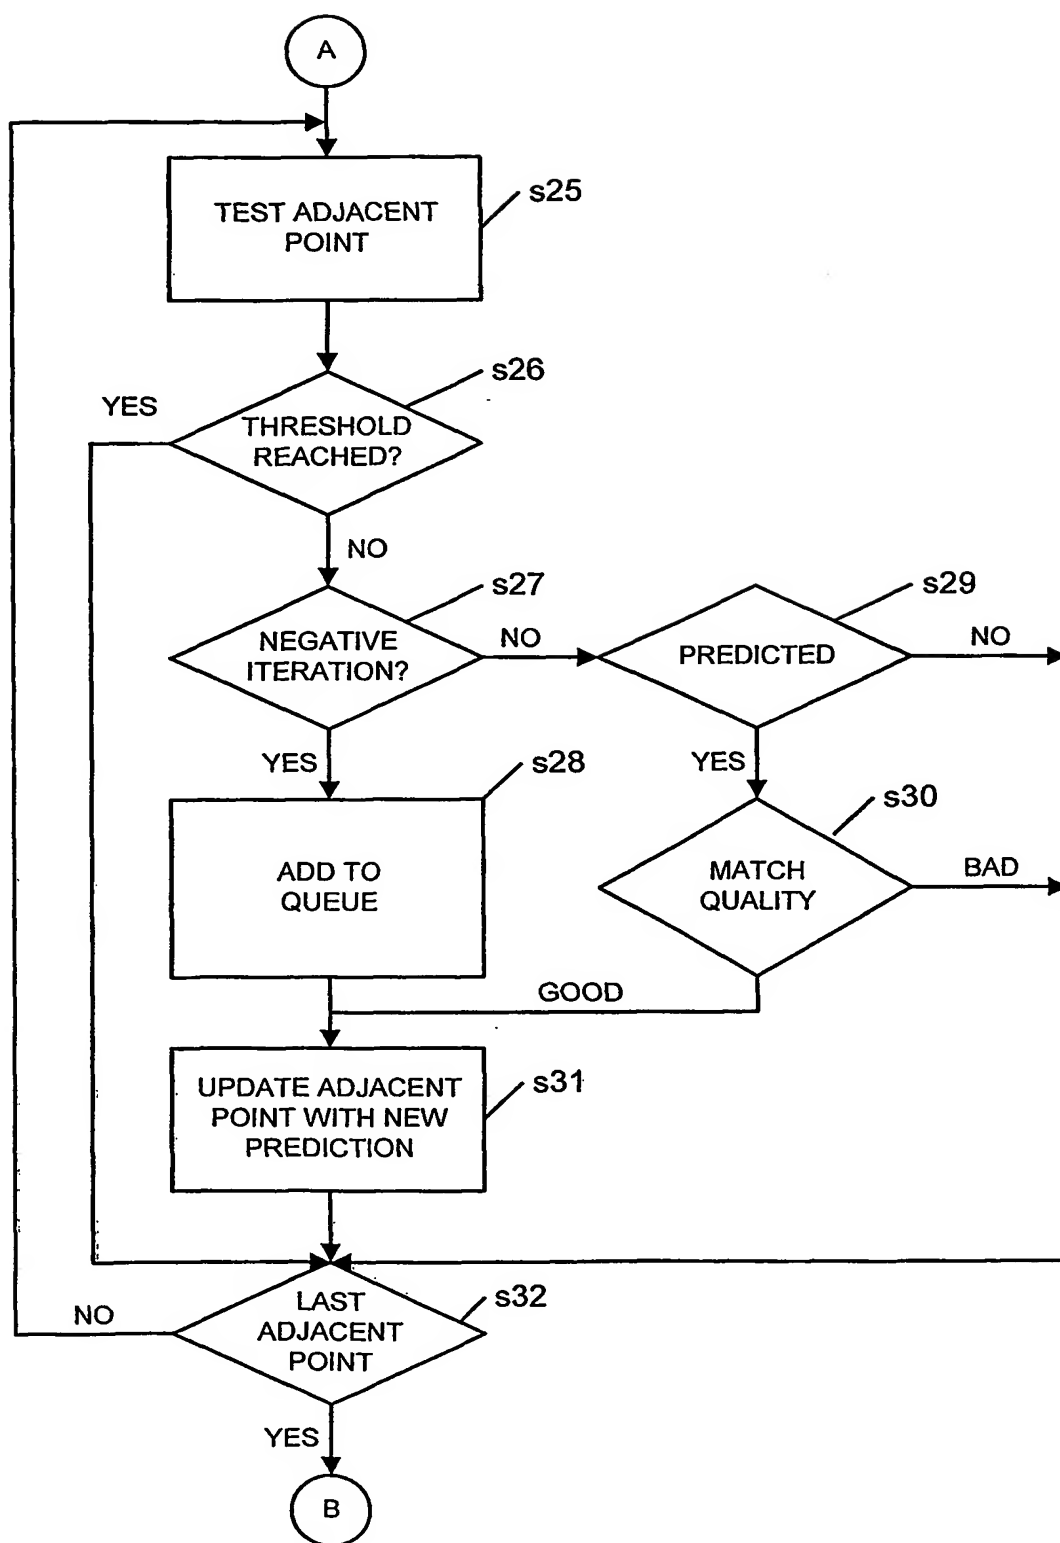 A
TEST ADJACENT
POINT
s25
YES
THRESHOLD
REACHED?
s26
NO
NEGATIVE
ITERATION?
s27
NO
PREDICTED
s29
NO
YES
ADD TO
QUEUE
s28
YES
MATCH
QUALITY
s30
BAD
GOOD
UPDATE ADJACENT
POINT WITH NEW
PREDICTION
s31
NO
LAST
ADJACENT
POINT
s32
YES
B